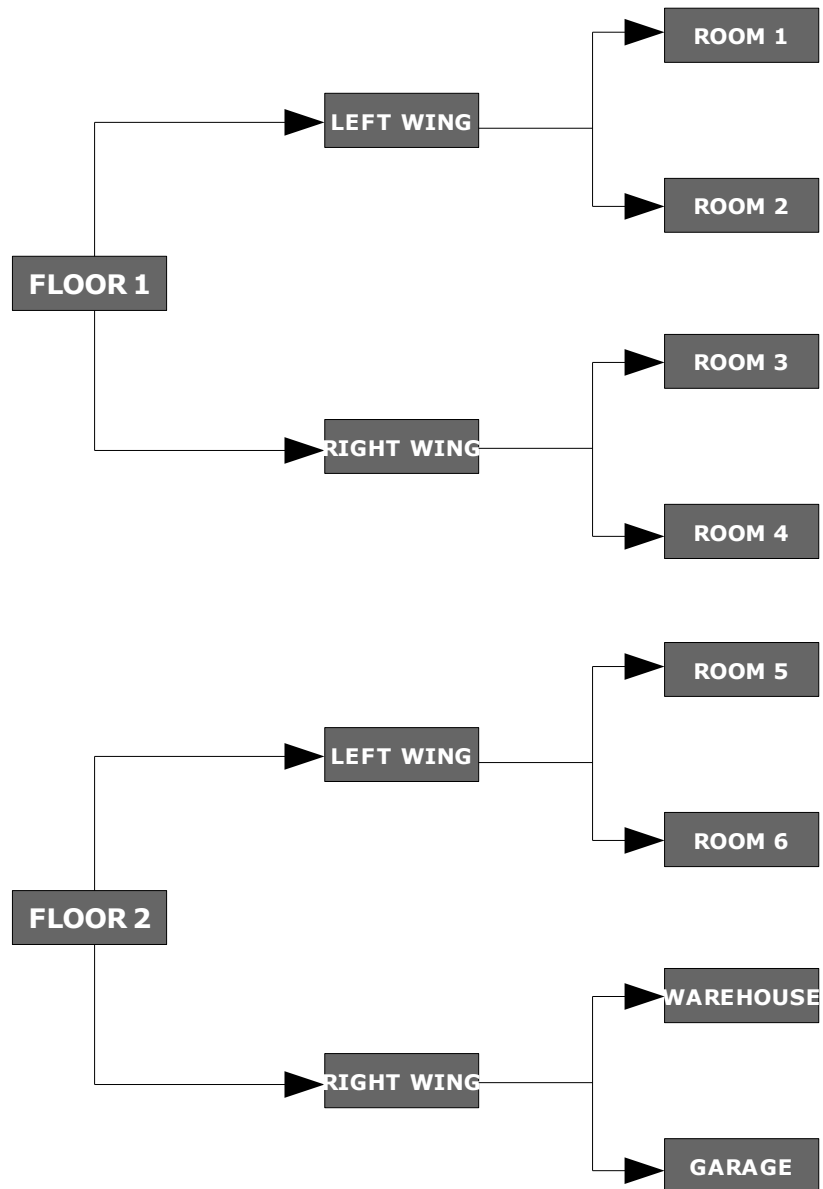 ROOM 1
LEFT WING
ROOM 2
FLOOR 1
ROOM 3
RIGHT WING
ROOM 4
ROOM 5
LEFT WING
ROOM 6
FLOOR 2
WAREHOUSE
RIGHT WING
GARAGE